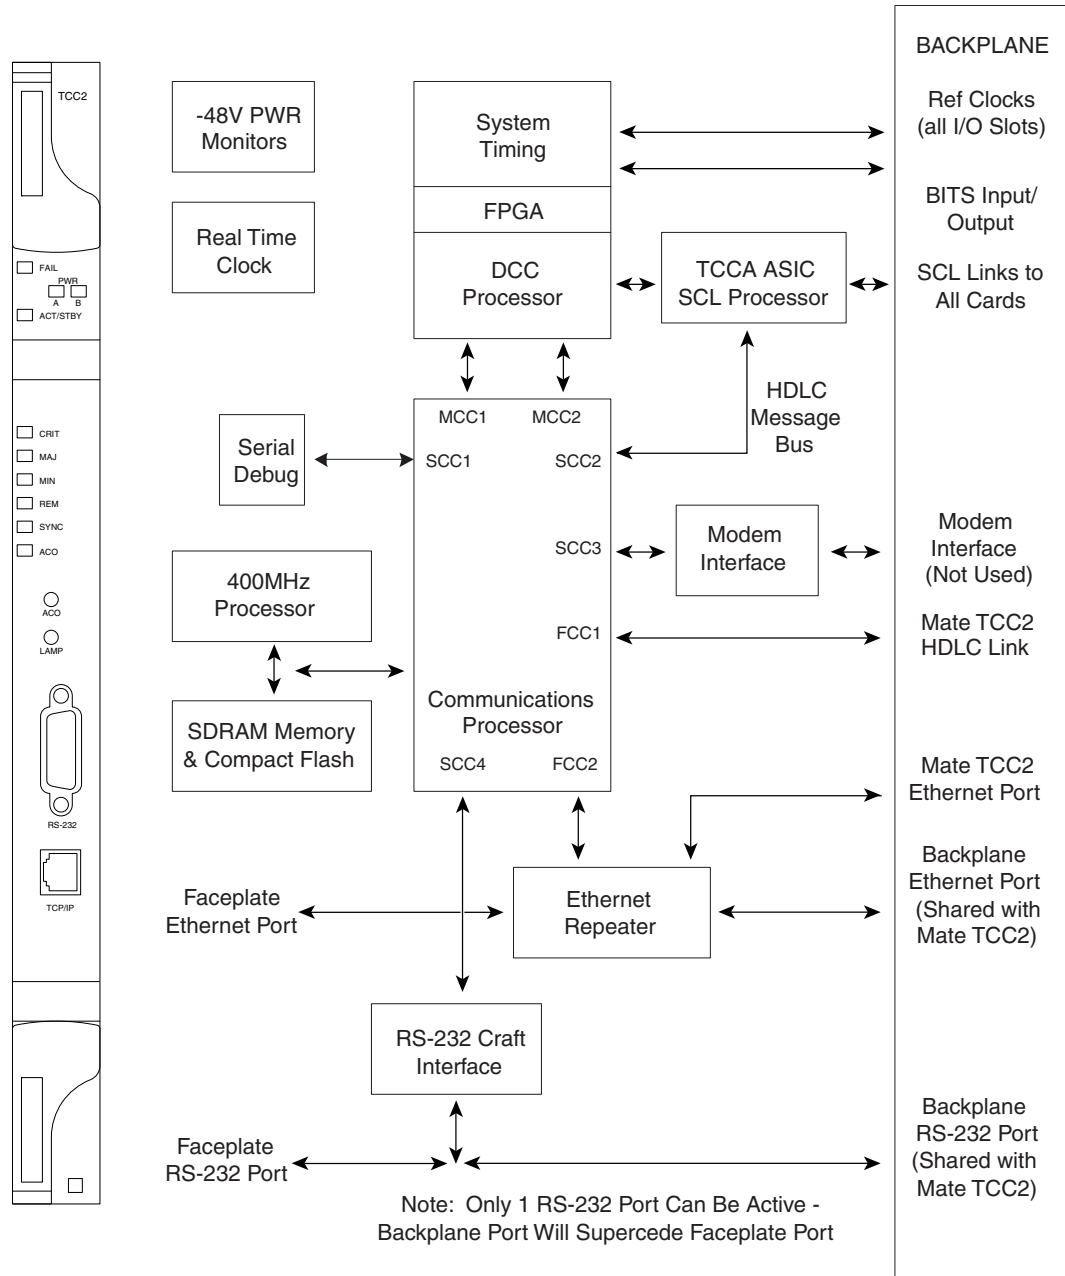 TCC2
FAIL
PWR
A B
ACT/STBY
CRIT
MAJ
MIN
REM
SYNC
ACO
ACO
LAMP
RS-232
TCP/IP
-48V PWR
Monitors
Real Time
Clock
System
Timing
FPGA
DCC
Processor
TCCA ASIC
SCL Processor
HDLC
Message
Bus
Serial
Debug
MCC1 MCC2
SCC1 SCC2
SCC3
FCC1
Communications
Processor
SCC4 FCC2
400MHz
Processor
SDRAM Memory
& Compact Flash
Modem
Interface
Faceplate
Ethernet Port
Ethernet
Repeater
RS-232 Craft
Interface
Faceplate
RS-232 Port
Note: Only 1 RS-232 Port Can Be Active -
Backplane Port Will Supercede Faceplate Port
BACKPLANE
Ref Clocks
(all I/O Slots)
BITS Input/
Output
SCL Links to
All Cards
Modem
Interface
(Not Used)
Mate TCC2
HDLC Link
Mate TCC2
Ethernet Port
Backplane
Ethernet Port
(Shared with
Mate TCC2)
Backplane
RS-232 Port
(Shared with
Mate TCC2)